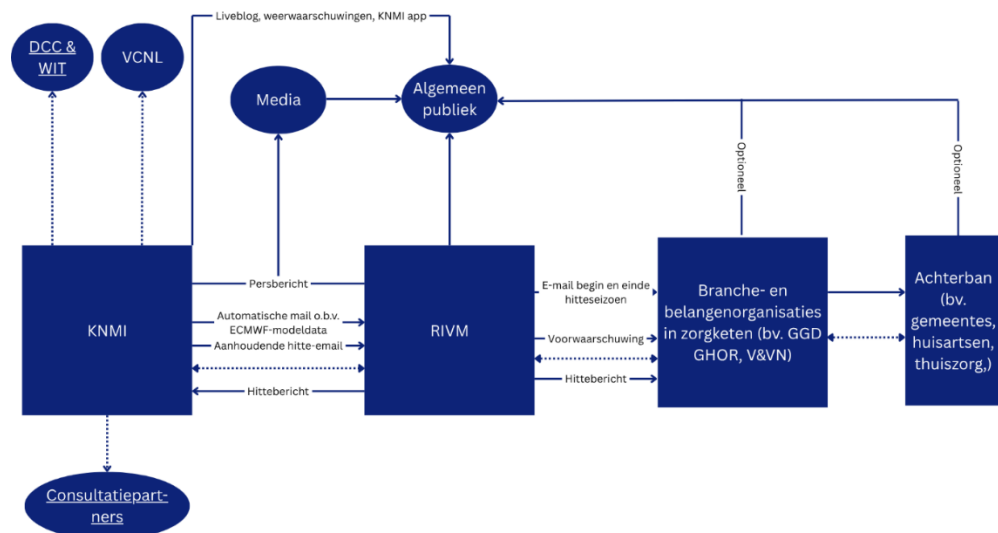 Liveblog, weerwaarschuwingen, KNMI app
DCC &
WIT
VCNL
Media
Algemeen
publiek
Optioneel
Optioneel
KNMI
Persbericht
Automatische mail o.b.v.
ECMWF-modeldata
Aanhoudende hitte-email
Hittebericht
RIVM
E-mail begin en einde
hitteseizoen
Voorwaarschuwing
Hittebericht
Branche- en
belangenorganisaties
in zorgketen (bv. GGD
GHOR, V&VN)
Achterban
(bv.
gemeentes,
huisartsen,
thuiszorg,)
Consultatiepart-
ners